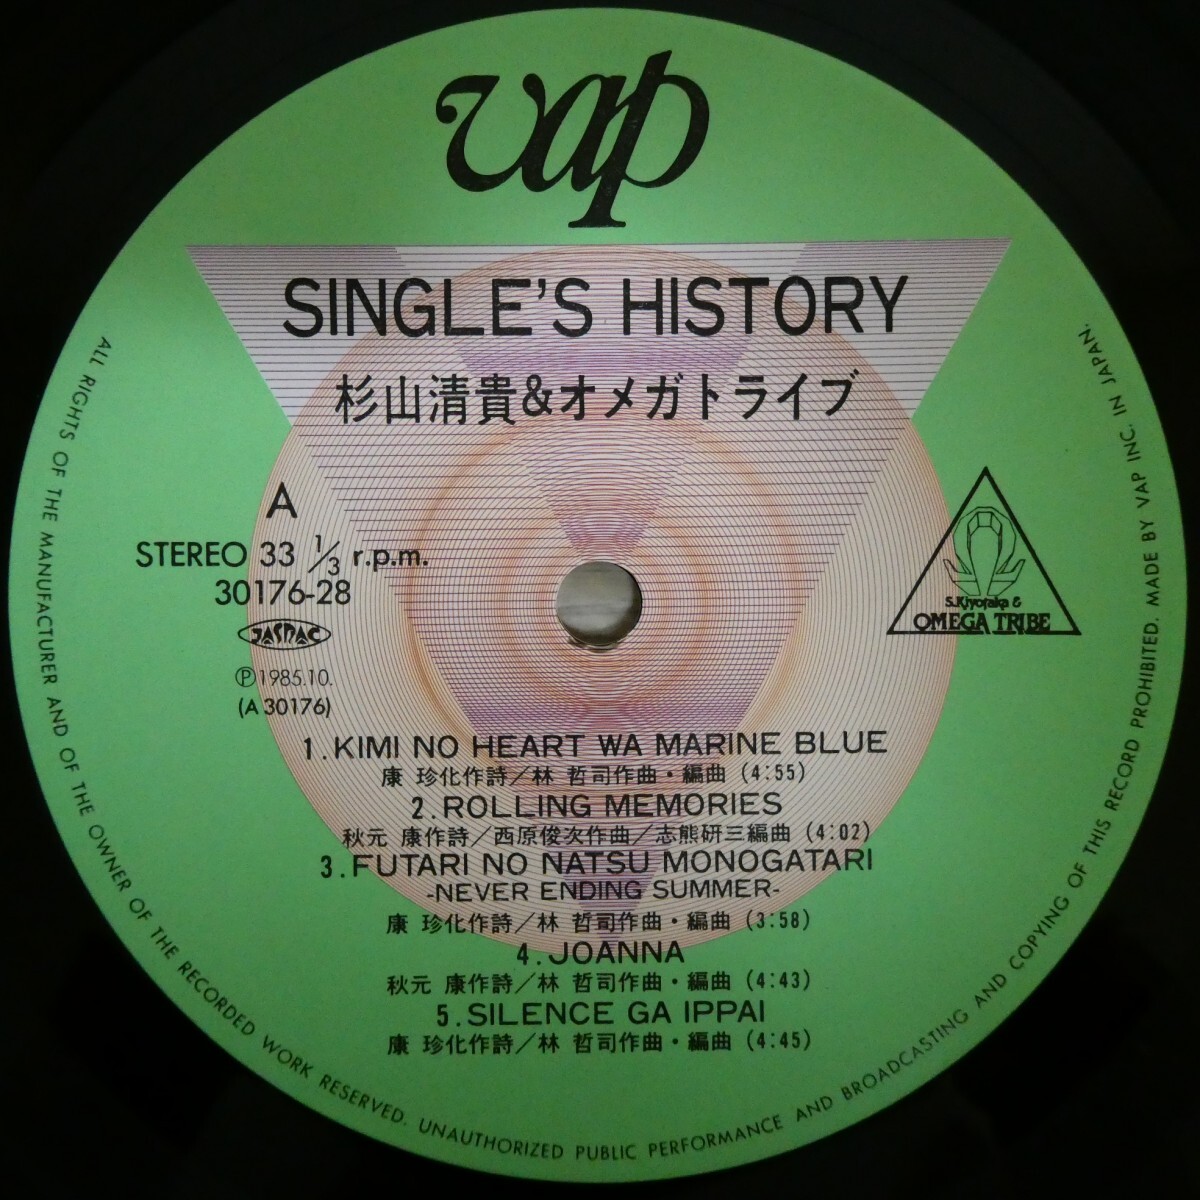 vap
SINGLE'S HISTORY
杉山清貴&オメガトライブ
A
STEREO 33 1/3 r.p.m.
30176-28
JASRAC
Ⓟ1985.10.
(A 30176)
S.Kiyotaka &
OMEGA TRIBE
1.KIMI NO HEART WA MARINE BLUE
康 珍化作詩/林 哲司作曲・編曲 (4:55)
2.ROLLING MEMORIES
秋元 康作詩/西原俊次作曲/志熊研三編曲 (4:02)
3.FUTARI NO NATSU MONOGATARI
-NEVER ENDING SUMMER-
康 珍化作詩/林 哲司作曲・編曲 (3:58)
4.JOANNA
秋元 康作詩/林 哲司作曲・編曲 (4:43)
5.SILENCE GA IPPAI
康 珍化作詩/林 哲司作曲・編曲 (4:45)
ALL RIGHTS OF THE MANUFACTURER AND OF THE OWNER OF THE RECORDED WORK RESERVED. UNAUTHORIZED PUBLIC PERFORMANCE AND BROADCASTING AND COPYING OF THIS RECORD PROHIBITED. MADE BY VAP INC. IN JAPAN.